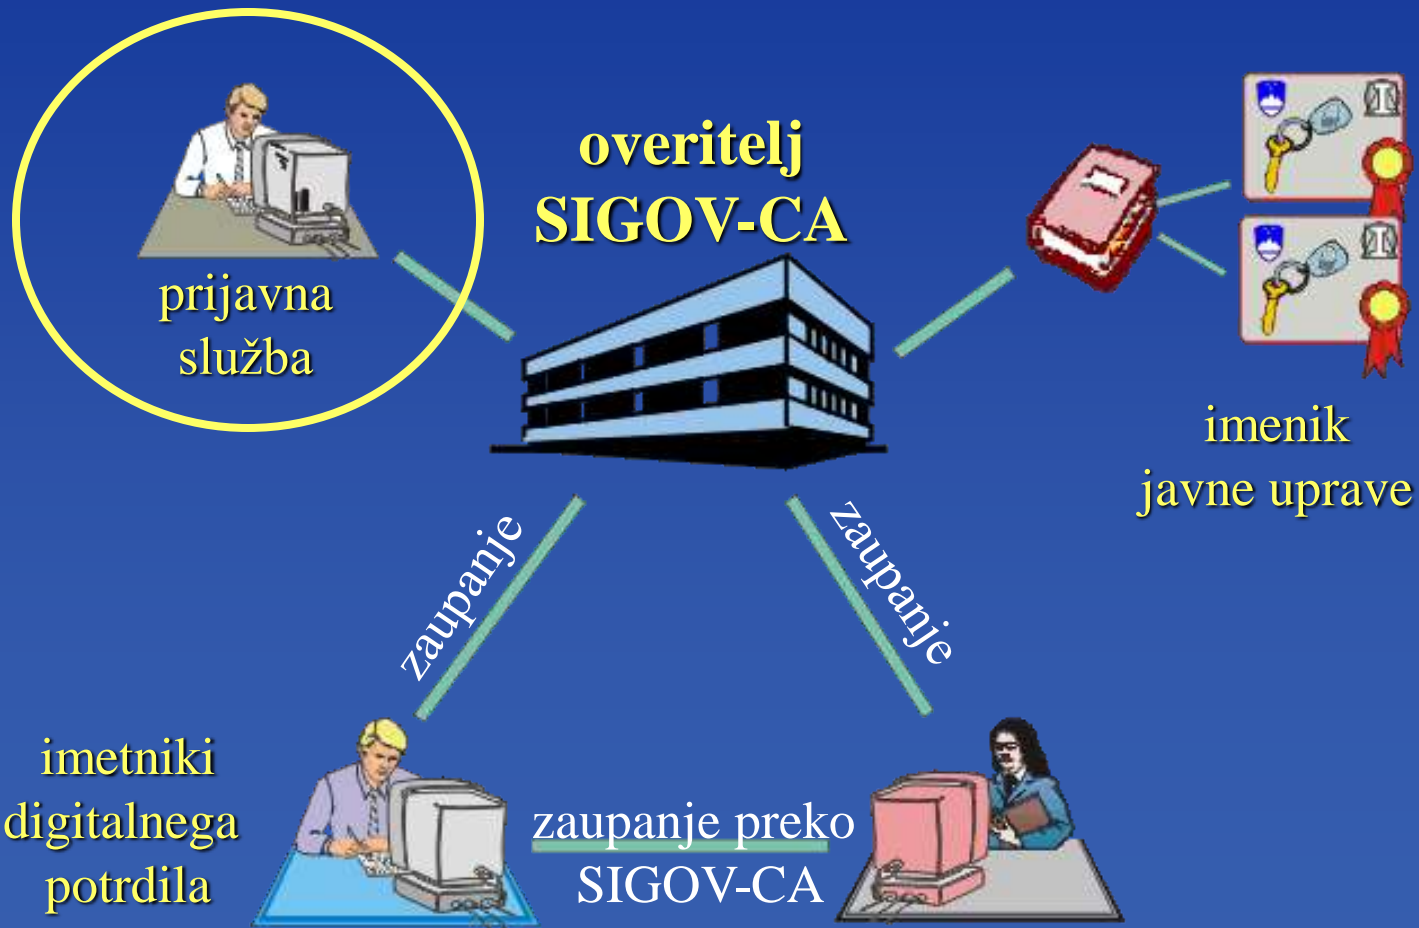 overitelj
SIGOV-CA
prijavna
služba
imenik
javne uprave
zaupanje
zaupanje
imetniki
digitalnega
potrdila
zaupanje preko
SIGOV-CA